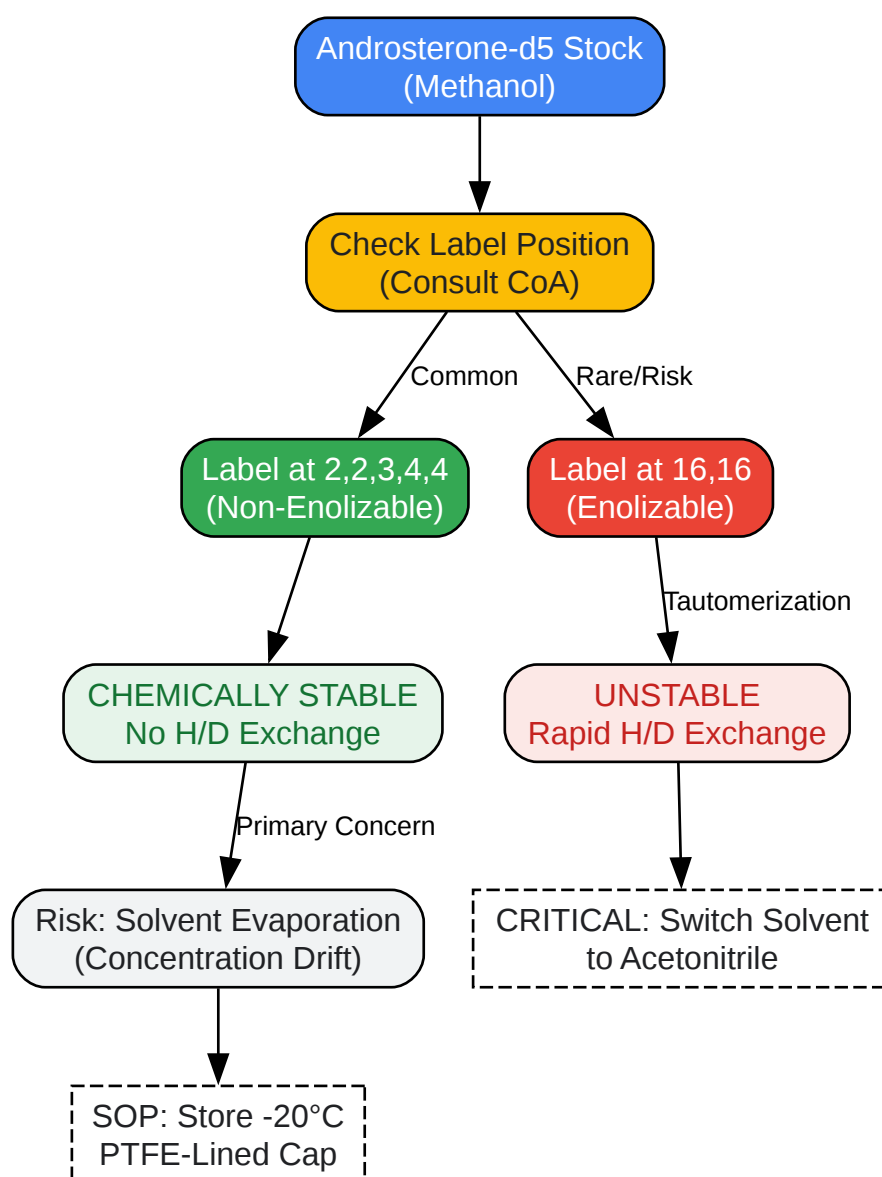 Androsterone-d5 Stock
(Methanol)
Check Label Position
(Consult CoA)
Common
Rare/Risk
Label at 2,2,3,4,4
(Non-Enolizable)
Label at 16,16
(Enolizable)
Tautomerization
CHEMICALLY STABLE
No H/D Exchange
UNSTABLE
Rapid H/D Exchange
Primary Concern
Risk: Solvent Evaporation
(Concentration Drift)
CRITICAL: Switch Solvent
to Acetonitrile
SOP: Store -20°C
PTFE-Lined Cap